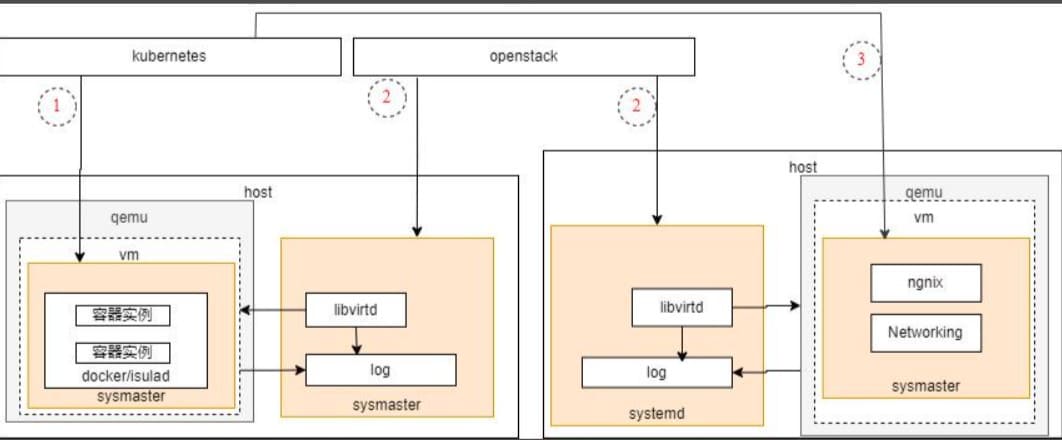 kubernetes
openstack
1
2
2
3
host
qemu
vm
容器实例
容器实例
docker/isulad
sysmaster
libvirtd
log
sysmaster
host
libvirtd
log
systemd
qemu
vm
ngnix
Networking
sysmaster